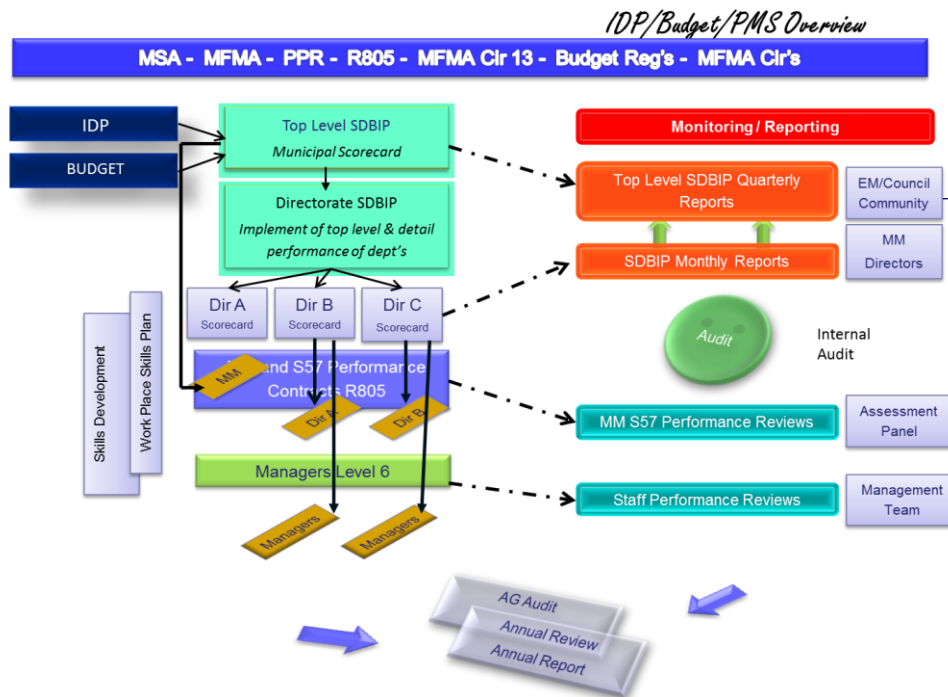 IDP/Budget/PMS Overview
MSA - MFMA - PPR - R805 - MFMA Cir 13 - Budget Reg's - MFMA Cir's
IDP
BUDGET
Top Level SDBIP
Municipal Scorecard
Directorate SDBIP
Implement of top level & detail
performance of dept's
Dir A
Scorecard
Dir B
Scorecard
Dir C
Scorecard
Skills Development
Work Place Skills Plan
and S57 Performance
Contracts R805
MM
Dir A
Dir B
Managers Level 6
Managers
Managers
Monitoring / Reporting
Top Level SDBIP Quarterly
Reports
EM/Council
Community
SDBIP Monthly Reports
MM
Directors
Audit
Internal
Audit
MM S57 Performance Reviews
Assessment
Panel
Staff Performance Reviews
Management
Team
AG Audit
Annual Review
Annual Report